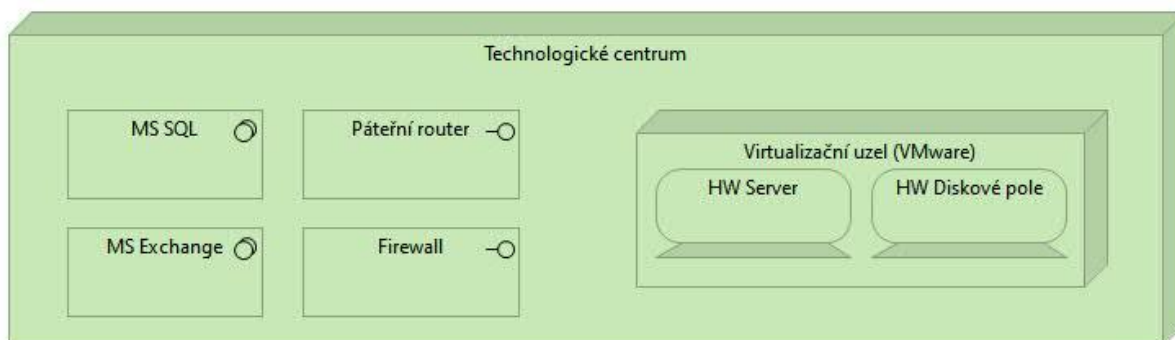 Technologické centrum
MS SQL
Páteřní router
Virtualizační uzel (VMware)
HW Server
HW Diskové pole
MS Exchange
Firewall